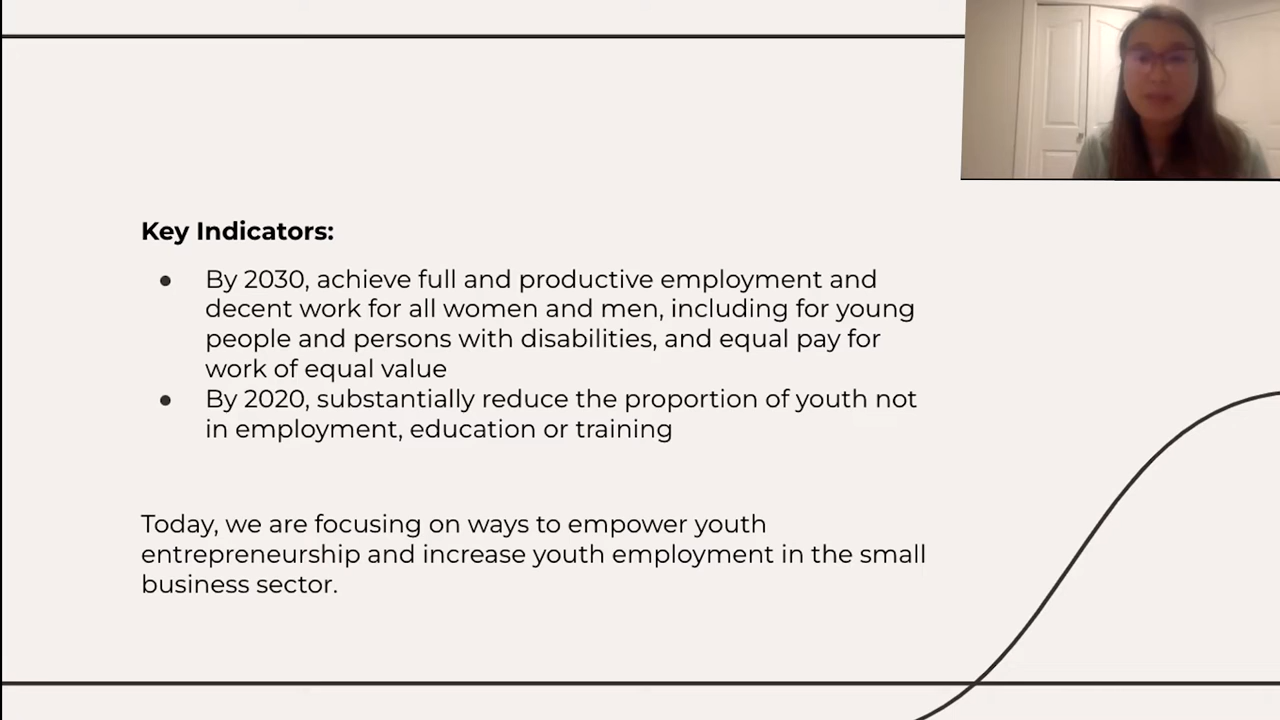 Key Indicators:
● By 2030, achieve full and productive employment and
decent work for all women and men, including for young
people and persons with disabilities, and equal pay for
work of equal value
● By 2020, substantially reduce the proportion of youth not
in employment, education or training
Today, we are focusing on ways to empower youth
entrepreneurship and increase youth employment in the small
business sector.